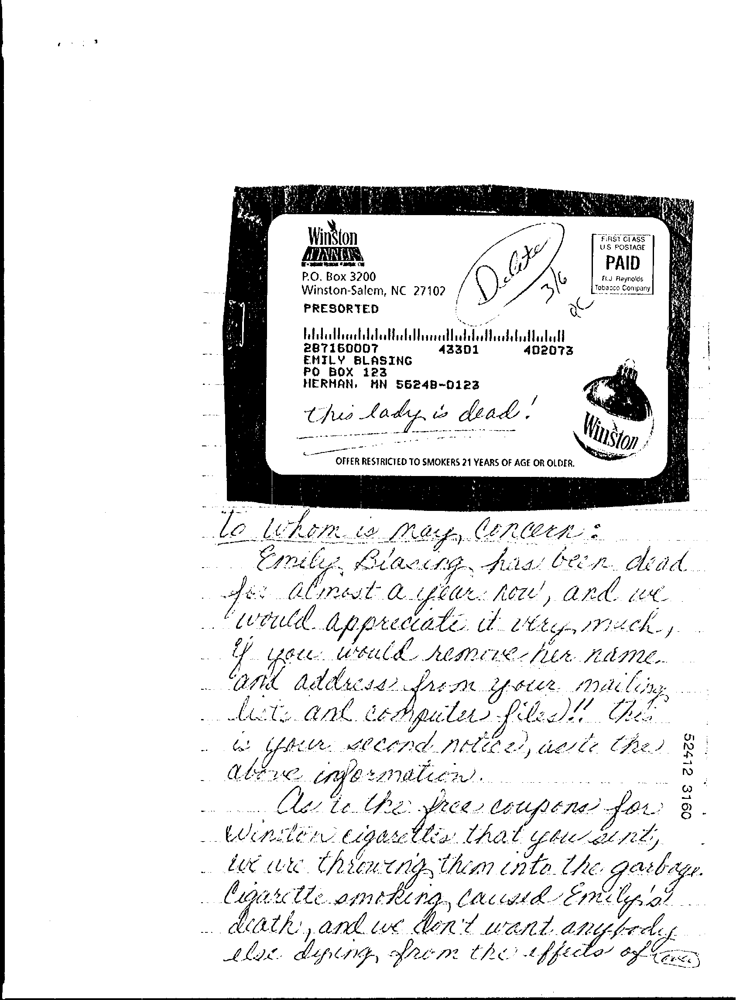 Winston
WINNERS
P.O. Box 3200
Winston-Salem, NC 27102
PRESORTED
Delete
3/6
FIRST CLASS
U.S. POSTAGE
PAID
R.J. Reynolds
Tobacco Company
287160007 43301 402073
EMILY BLASING
PO BOX 123
HERMAN, MN 56248-0123
this lady is dead!
Winston
OFFER RESTRICTED TO SMOKERS 21 YEARS OF AGE OR OLDER.
To Whom is may, Concern:
Emily Blasing has been dead
for almost a year now, and we
would appreciate it very, much,
if you would remove her name
and address from your mailing
lists and computer files!! This
is your second notice, as to the
above information.
As to the free coupons for
Winston cigarettes that you sent,
we are throwing them into the garbage.
Cigarette smoking, caused Emily's
death, and we don't want anybody
else dying, from the effects of (over)
52412 3160